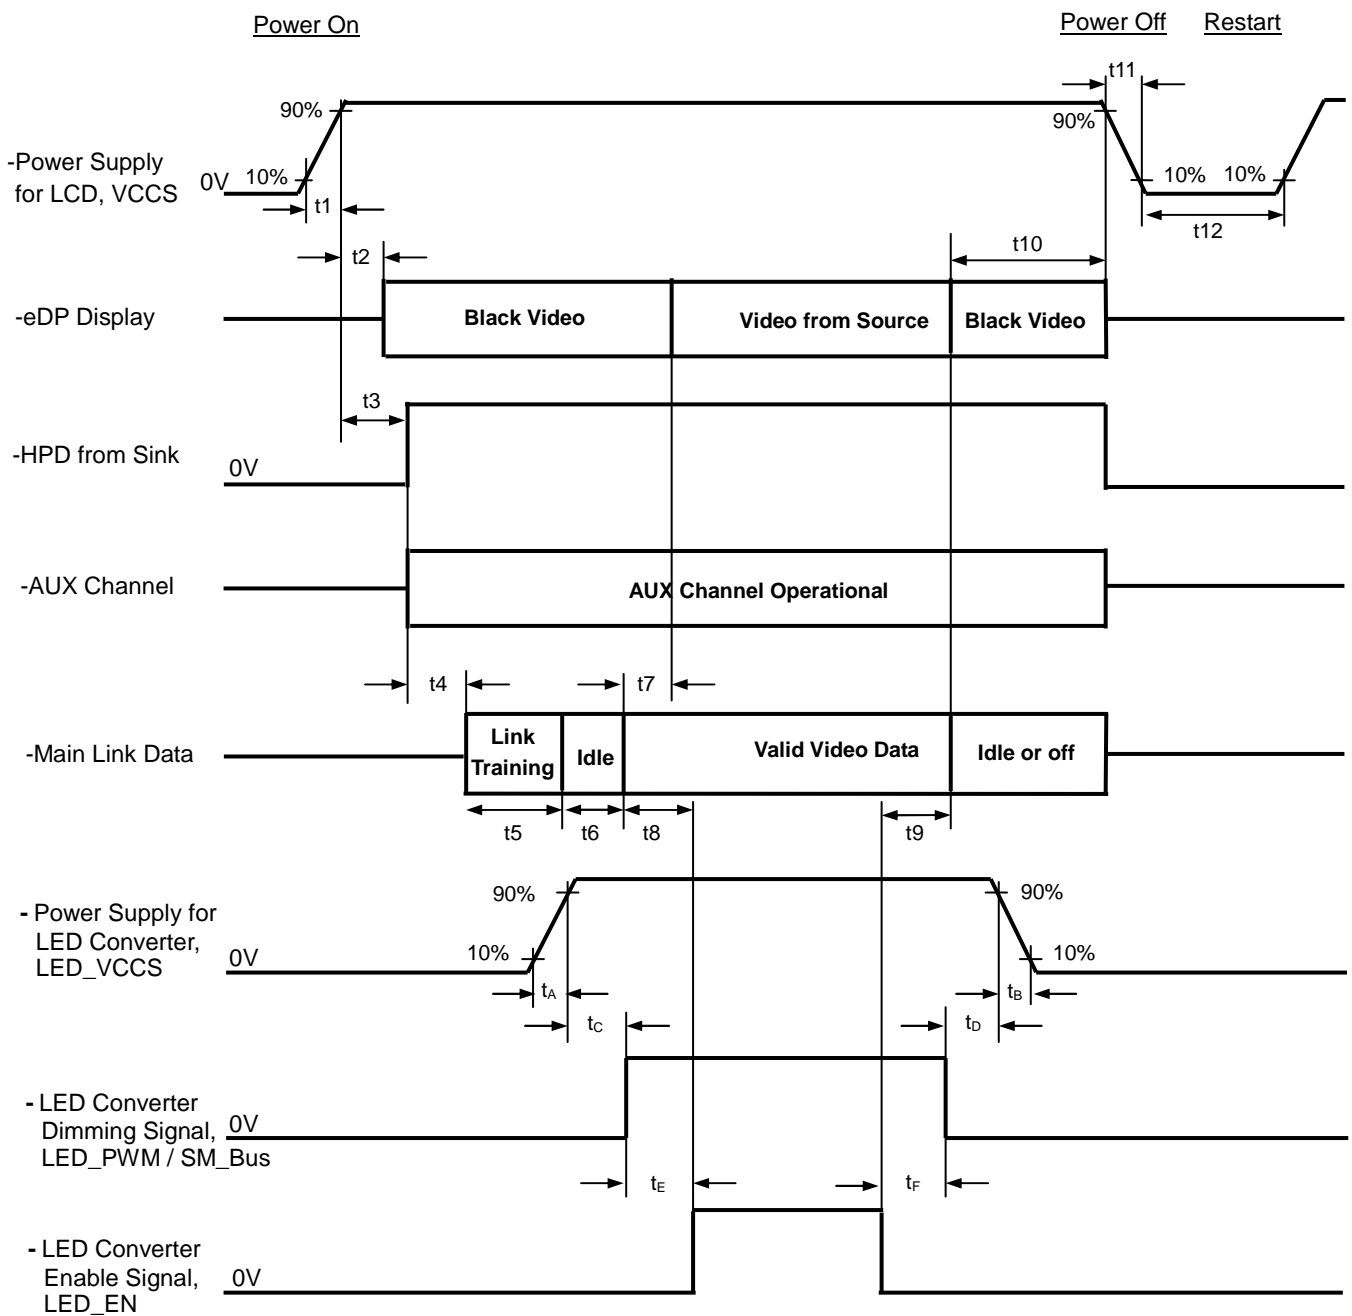 Power On
Power Off Restart
t11
90%
90%
-Power Supply
for LCD, VCCS
0V 10%
10% 10%
t1
t12
t2
t10
-eDP Display
Black Video
Video from Source
Black Video
t3
-HPD from Sink
0V
-AUX Channel
AUX Channel Operational
t4
t7
-Main Link Data
Link
Training
Idle
Valid Video Data
Idle or off
t5
t6
t8
t9
90%
90%
- Power Supply for
LED Converter,
LED_VCCS
0V
10%
10%
tA
tB
tC
tD
- LED Converter
Dimming Signal,
LED_PWM / SM_Bus
0V
tE
tF
- LED Converter
Enable Signal,
LED_EN
0V